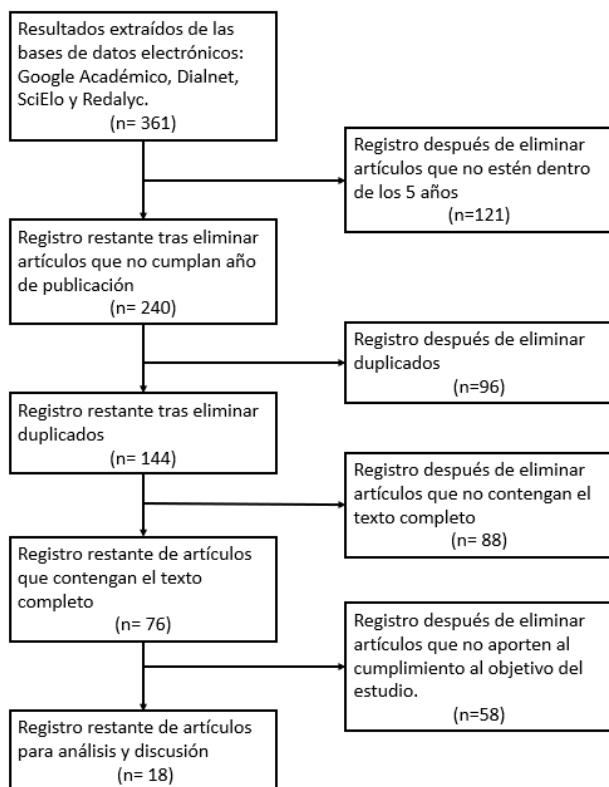 Resultados extraídos de las
bases de datos electrónicos:
Google Académico, Dialnet,
SciElo y Redalyc.
(n= 361)
Registro después de eliminar
artículos que no estén dentro
de los 5 años
(n=121)
Registro restante tras eliminar
artículos que no cumplan año
de publicación
(n= 240)
Registro después de eliminar
duplicados
(n=96)
Registro restante tras eliminar
duplicados
(n= 144)
Registro después de eliminar
artículos que no contengan el
texto completo
(n= 88)
Registro restante de artículos
que contengan el texto
completo
(n= 76)
Registro después de eliminar
artículos que no aporten al
cumplimiento al objetivo del
estudio.
(n=58)
Registro restante de artículos
para análisis y discusión
(n= 18)